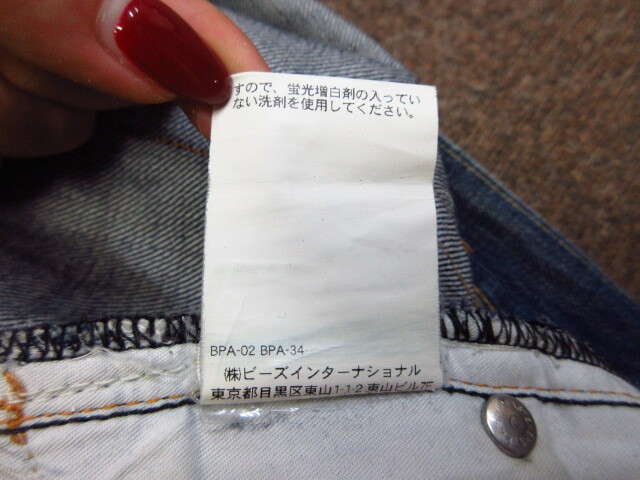 すので、蛍光増白剤の入ってい
ない洗剤を使用してください。
BPA-02 BPA-34
㈱ビーズインターナショナル
東京都目黒区東山1-1-2 東山ビル7F